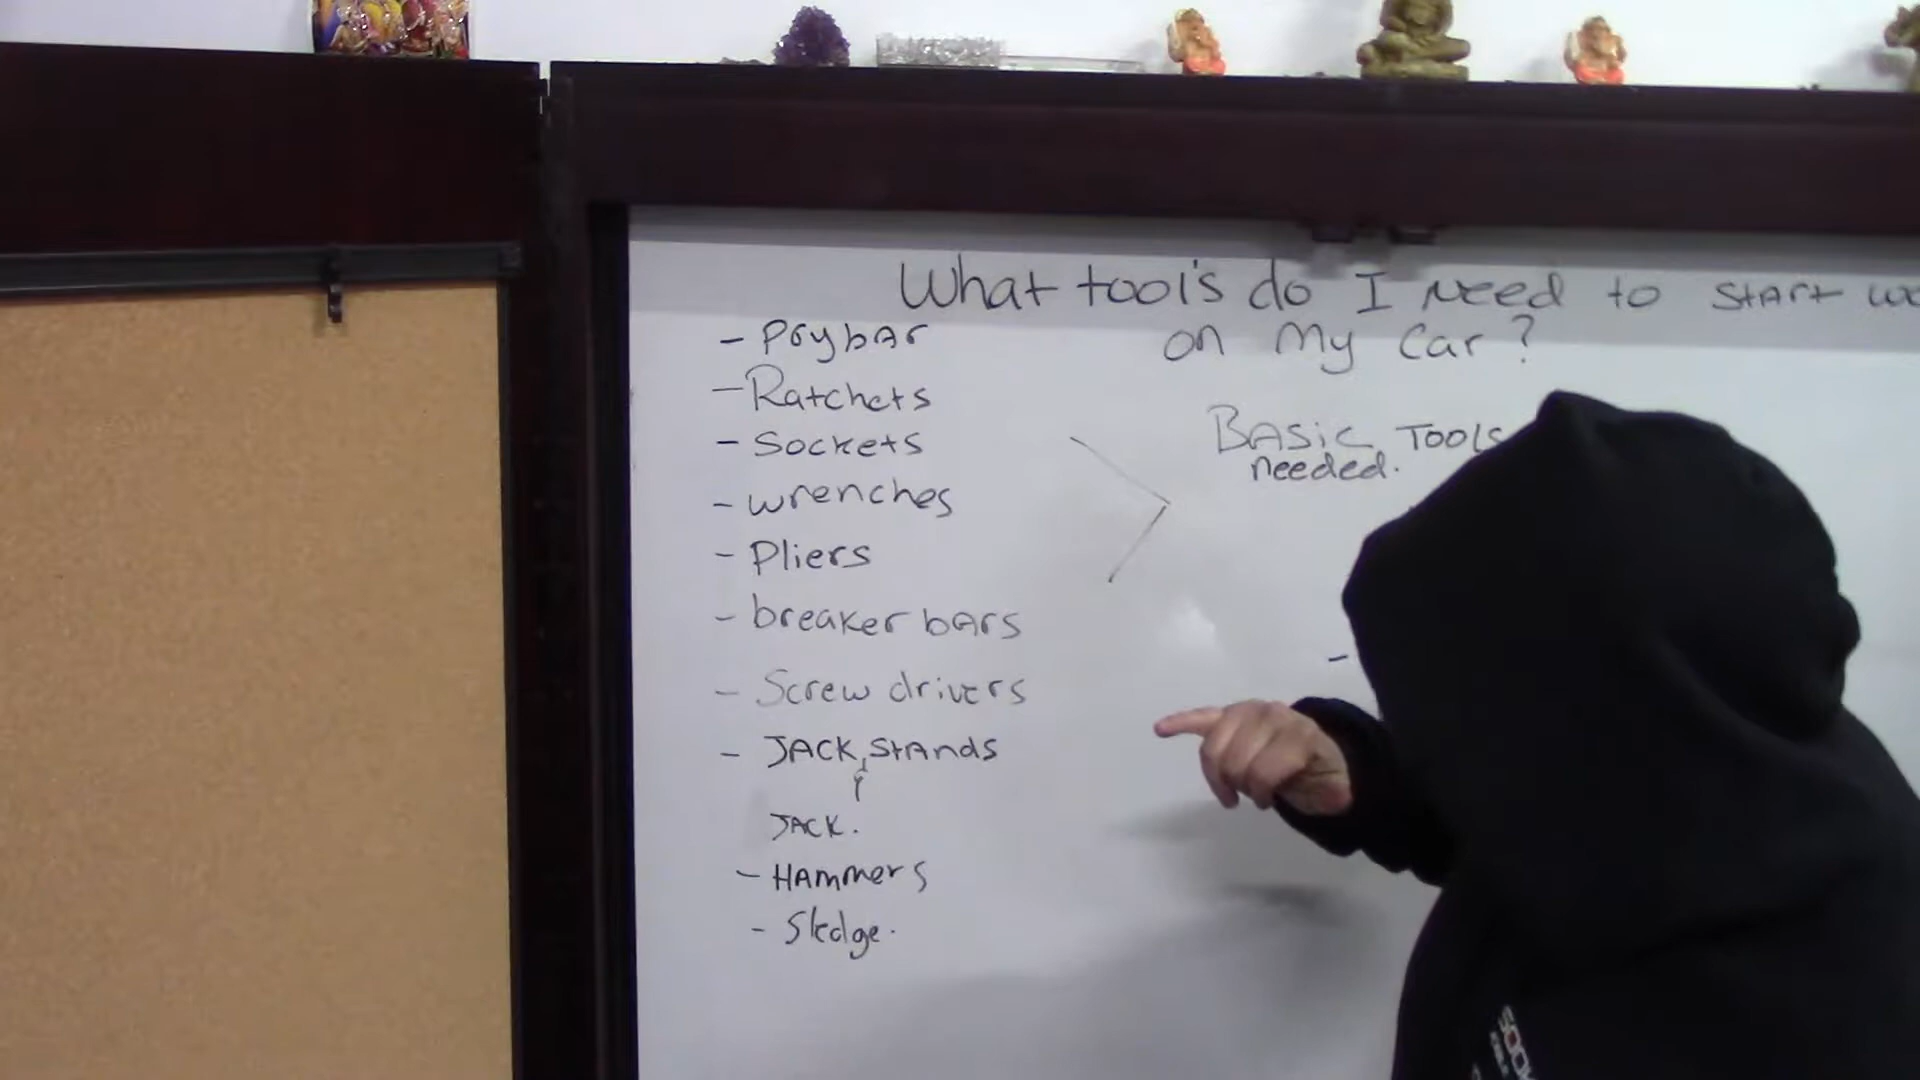 What tool's do I need to start
on My Car?
- Prybar
- Ratchets
- Sockets
- wrenches
- Pliers
- breaker bars
- Screw drivers
- JACK stands
JACK.
- HAmmers
- Sledge.
BASic TOOLS
needed.